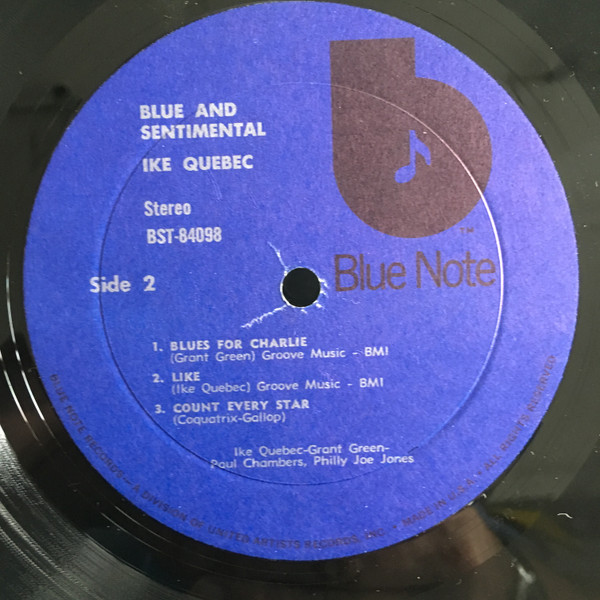 BLUE AND
SENTIMENTAL
IKE QUEBEC
Stereo
BST-84098
b
TM
Blue Note
Side 2
1. BLUES FOR CHARLIE
(Grant Green) Groove Music - BMI
2. LIKE
(Ike Quebec) Groove Music - BMI
3. COUNT EVERY STAR
(Coquatrix-Gallop)
Ike Quebec-Grant Green-
Paul Chambers, Philly Joe Jones
BLUE NOTE RECORDS - A DIVISION OF UNITED ARTISTS RECORDS, INC. • MADE IN U.S.A. • ALL RIGHTS RESERVED